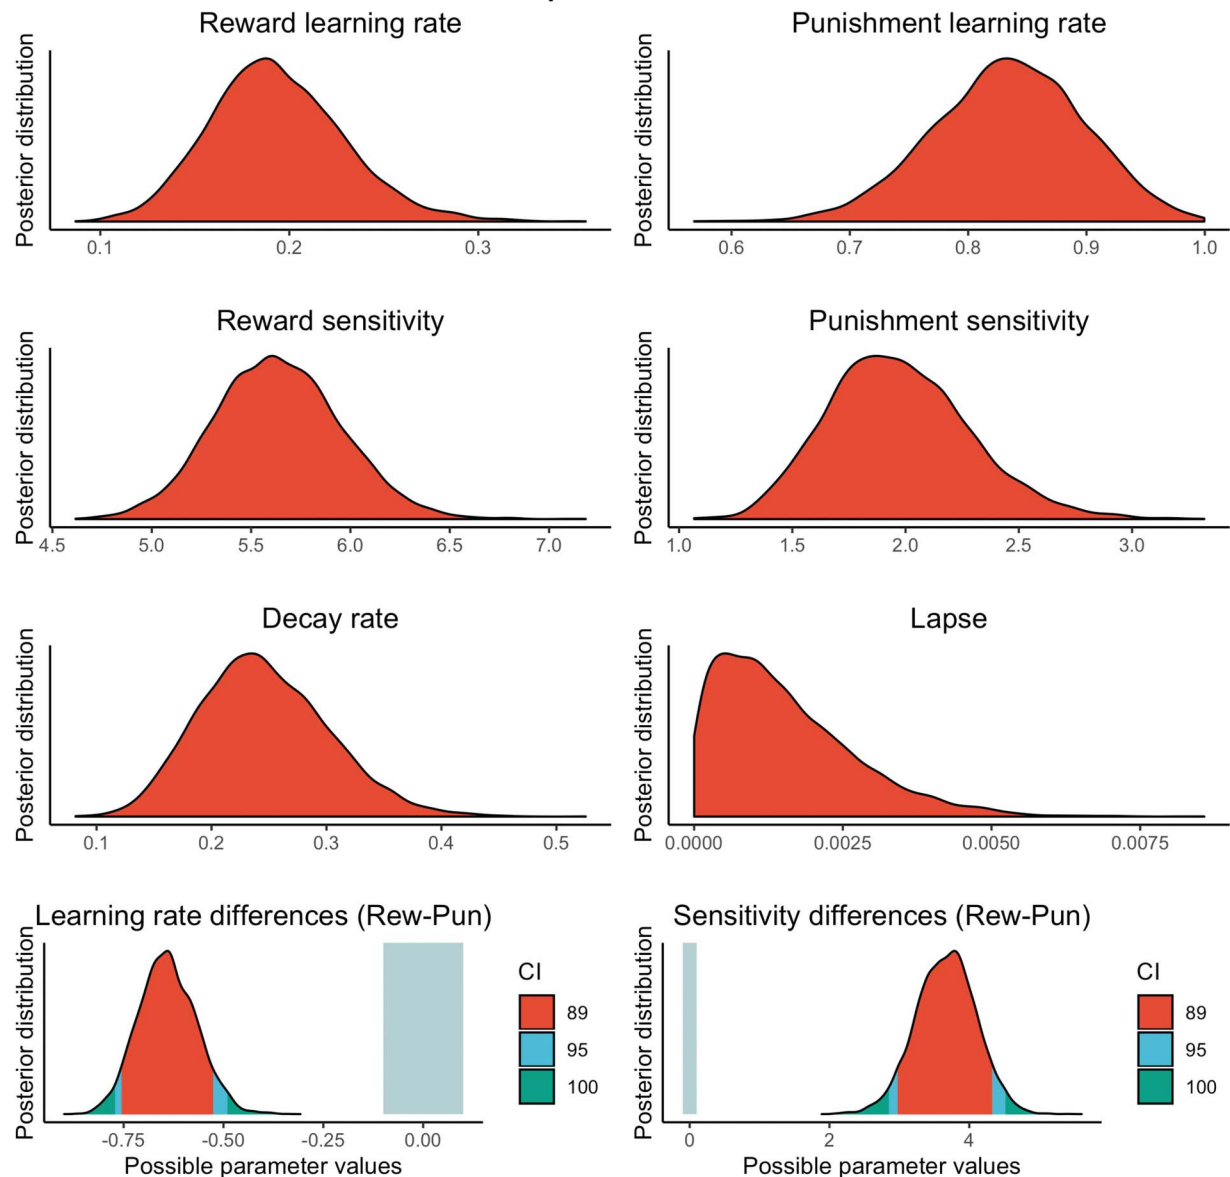 Reward learning rate
Posterior distribution
0.1 0.2 0.3
Punishment learning rate
Posterior distribution
0.6 0.7 0.8 0.9 1.0
Reward sensitivity
Posterior distribution
4.5 5.0 5.5 6.0 6.5 7.0
Punishment sensitivity
Posterior distribution
1.0 1.5 2.0 2.5 3.0
Decay rate
Posterior distribution
0.1 0.2 0.3 0.4 0.5
Lapse
Posterior distribution
0.0000 0.0025 0.0050 0.0075
Learning rate differences (Rew-Pun)
Posterior distribution
-0.75 -0.50 -0.25 0.00
Possible parameter values
CI
89
95
100
Sensitivity differences (Rew-Pun)
Posterior distribution
0 2 4
Possible parameter values
CI
89
95
100